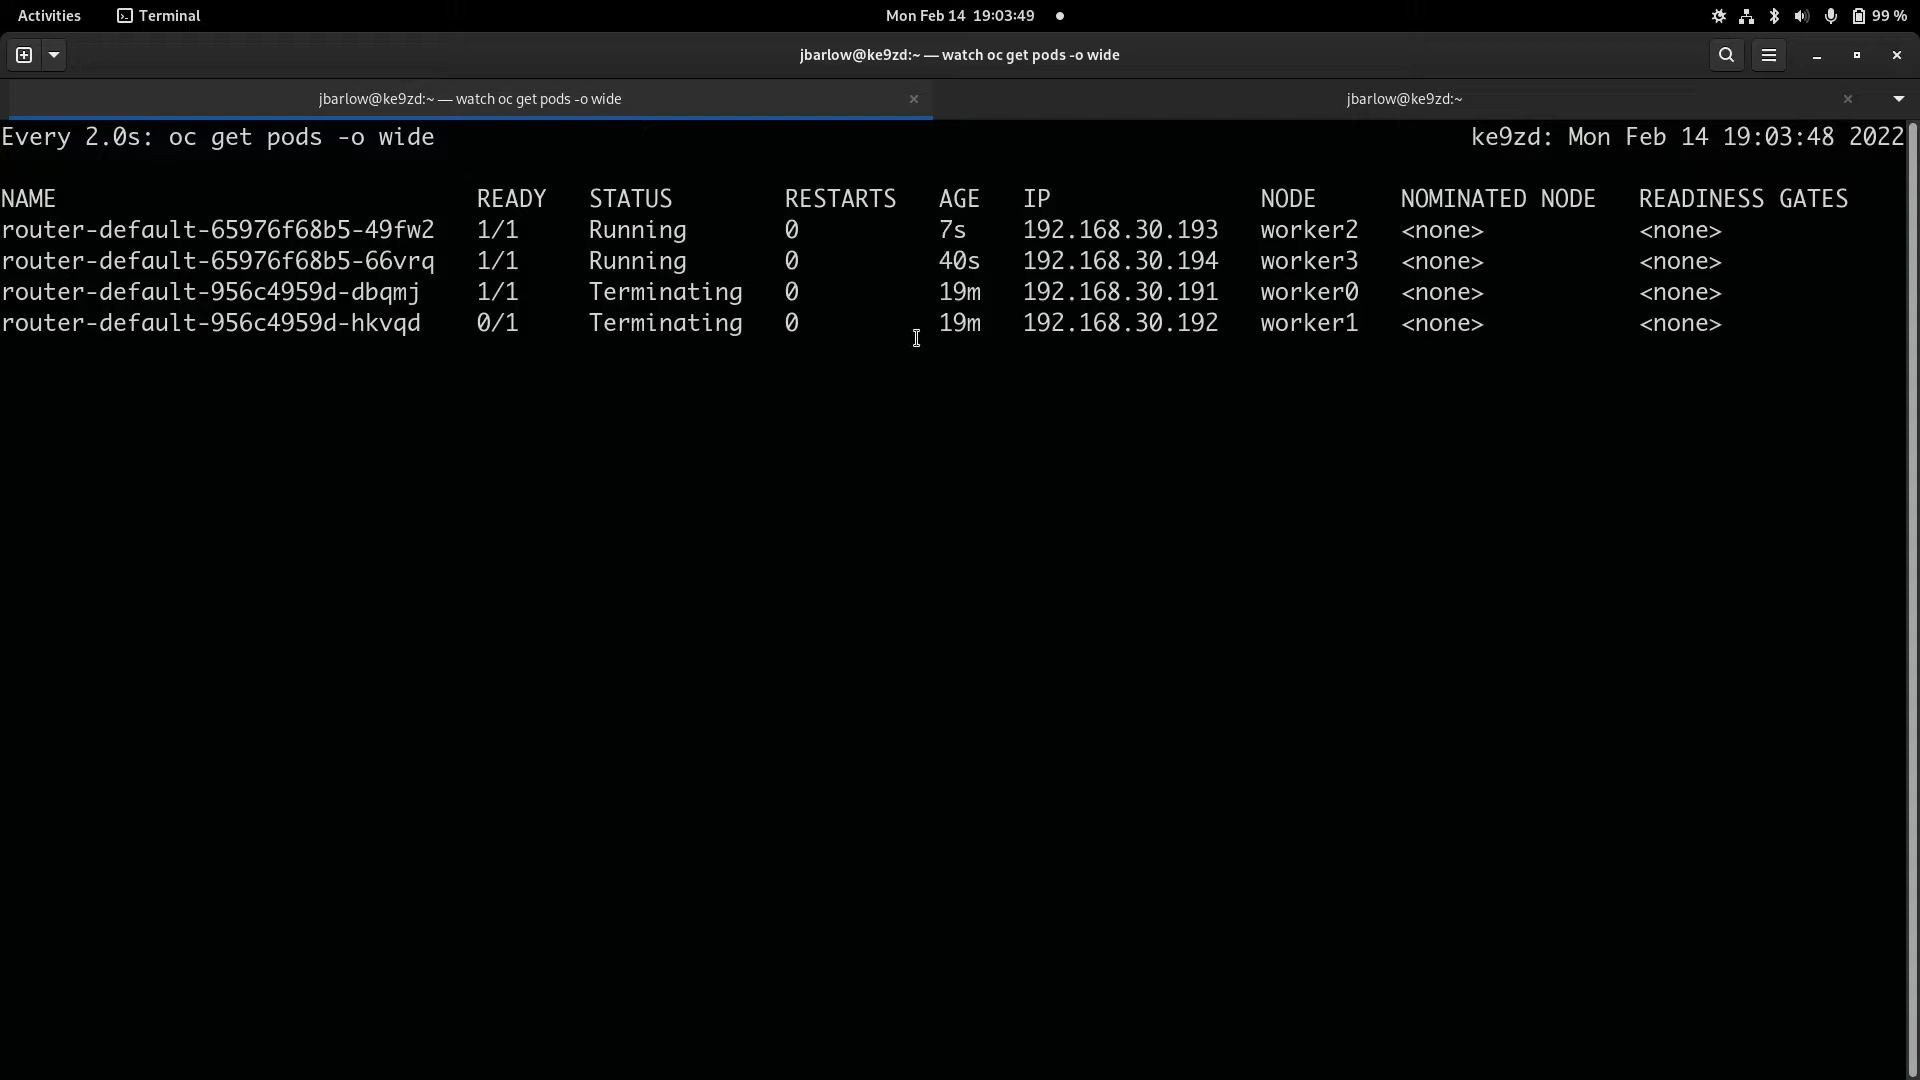 Activities Terminal Mon Feb 14 19:03:49 99 %
jbarlow@ke9zd:~ — watch oc get pods -o wide
jbarlow@ke9zd:~ — watch oc get pods -o wide jbarlow@ke9zd:~
Every 2.0s: oc get pods -o wide ke9zd: Mon Feb 14 19:03:48 2022
NAME READY STATUS RESTARTS AGE IP NODE NOMINATED NODE READINESS GATES
router-default-65976f68b5-49fw2 1/1 Running 0 7s 192.168.30.193 worker2 <none> <none>
router-default-65976f68b5-66vrq 1/1 Running 0 40s 192.168.30.194 worker3 <none> <none>
router-default-956c4959d-dbqmj 1/1 Terminating 0 19m 192.168.30.191 worker0 <none> <none>
router-default-956c4959d-hkvqd 0/1 Terminating 0 19m 192.168.30.192 worker1 <none> <none>